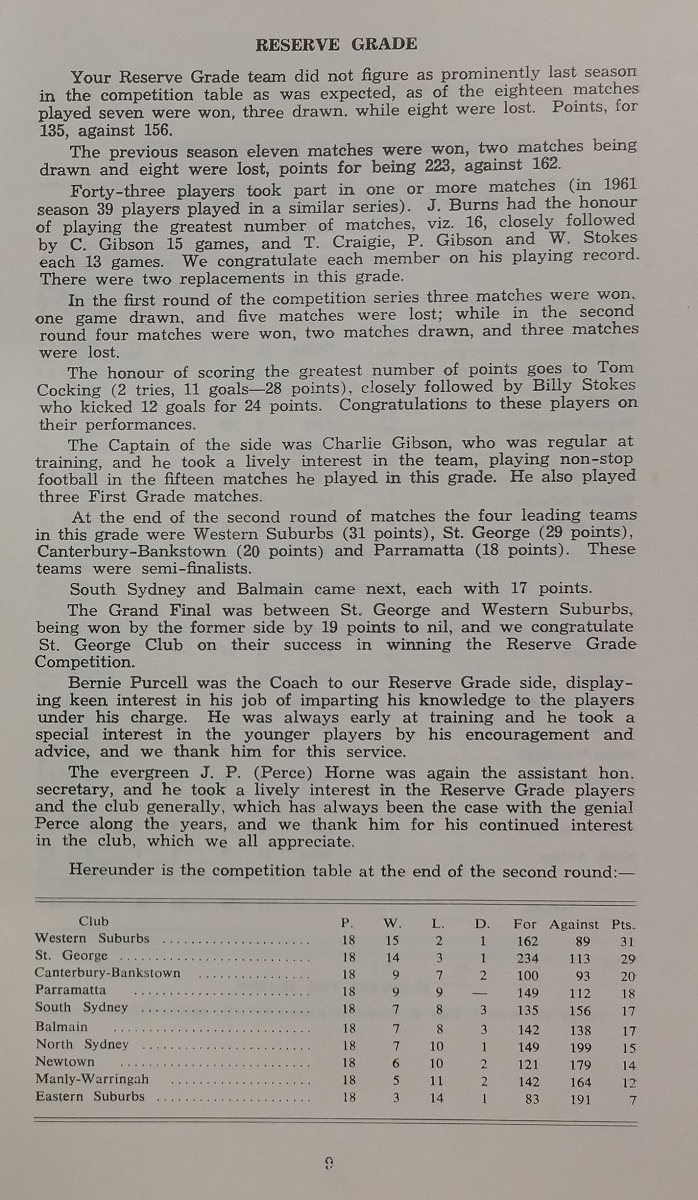 RESERVE GRADE
Your Reserve Grade team did not figure as prominently last season
in the competition table as was expected, as of the eighteen matches
played seven were won, three drawn. while eight were lost. Points, for
135, against 156.
The previous season eleven matches were won, two matches being
drawn and eight were lost, points for being 223, against 162.
Forty-three players took part in one or more matches (in 1961
season 39 players played in a similar series). J. Burns had the honour
of playing the greatest number of matches, viz. 16, closely followed
by C. Gibson 15 games, and T. Craigie, P. Gibson and W. Stokes
each 13 games. We congratulate each member on his playing record.
There were two replacements in this grade.
In the first round of the competition series three matches were won,
one game drawn, and five matches were lost; while in the second
round four matches were won, two matches drawn, and three matches
were lost.
The honour of scoring the greatest number of points goes to Tom
Cocking (2 tries, 11 goals—28 points), closely followed by Billy Stokes
who kicked 12 goals for 24 points. Congratulations to these players on
their performances.
The Captain of the side was Charlie Gibson, who was regular at
training, and he took a lively interest in the team, playing non-stop
football in the fifteen matches he played in this grade. He also played
three First Grade matches.
At the end of the second round of matches the four leading teams
in this grade were Western Suburbs (31 points), St. George (29 points),
Canterbury-Bankstown (20 points) and Parramatta (18 points). These
teams were semi-finalists.
South Sydney and Balmain came next, each with 17 points.
The Grand Final was between St. George and Western Suburbs,
being won by the former side by 19 points to nil, and we congratulate
St. George Club on their success in winning the Reserve Grade
Competition.
Bernie Purcell was the Coach to our Reserve Grade side, display-
ing keen interest in his job of imparting his knowledge to the players
under his charge. He was always early at training and he took a
special interest in the younger players by his encouragement and
advice, and we thank him for this service.
The evergreen J. P. (Perce) Horne was again the assistant hon.
secretary, and he took a lively interest in the Reserve Grade players
and the club generally, which has always been the case with the genial
Perce along the years, and we thank him for his continued interest
in the club, which we all appreciate.
Hereunder is the competition table at the end of the second round:—
Club P. W. L. D. For Against Pts.
Western Suburbs ...................... 18 15 2 1 162 89 31
St. George ............................ 18 14 3 1 234 113 29
Canterbury-Bankstown ................ 18 9 7 2 100 93 20
Parramatta .......................... 18 9 9 — 149 112 18
South Sydney ......................... 18 7 8 3 135 156 17
Balmain ............................ 18 7 8 3 142 138 17
North Sydney ......................... 18 7 10 1 149 199 15
Newtown ............................ 18 6 10 2 121 179 14
Manly-Warringah .................... 18 5 11 2 142 164 12
Eastern Suburbs ....................... 18 3 14 1 83 191 7
9